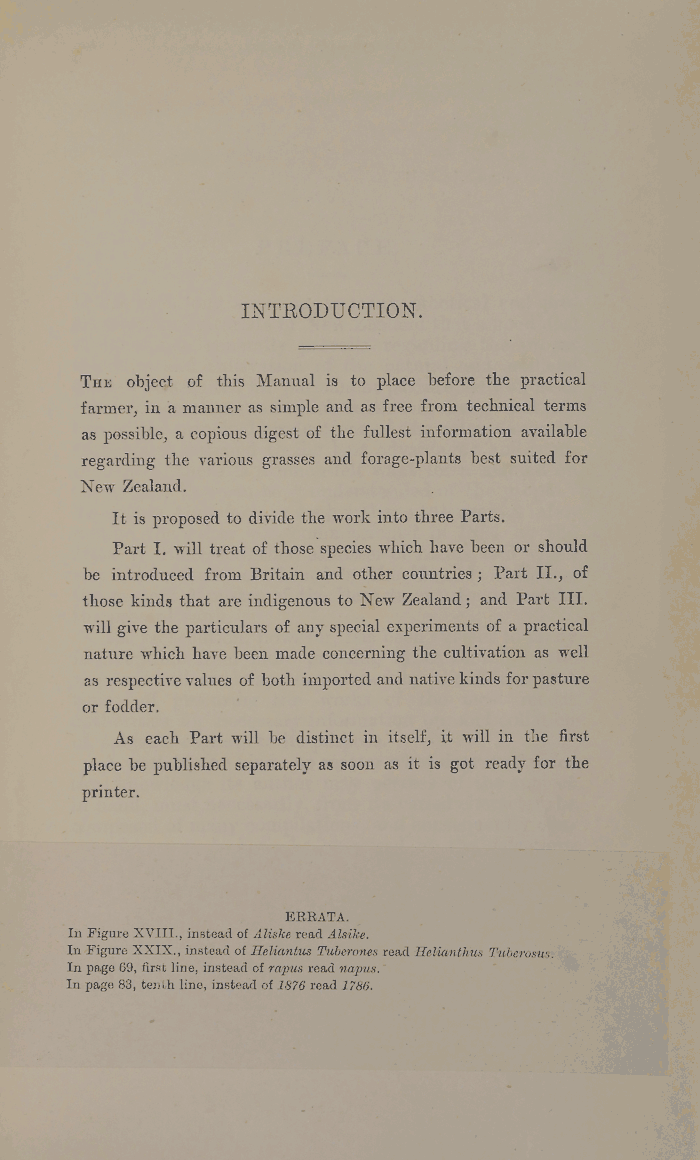 INTRODUCTION.
THE object of this Manual is to place before the practical
farmer, in a manner as simple and as free from technical terms
as possible, a copious digest of the fullest information available
regarding the various grasses and forage-plants best suited for
New Zealand.
It is proposed to divide the work into three Parts.
Part I. will treat of those species which have been or should
be introduced from Britain and other countries; Part II., of
those kinds that are indigenous to New Zealand; and Part III.
will give the particulars of any special experiments of a practical
nature which have been made concerning the cultivation as well
as respective values of both imported and native kinds for pasture
or fodder.
As each Part will be distinct in itself, it will in the first
place be published separately as soon as it is got ready for the
printer.
ERRATA.
In Figure XVIII., instead of Aliske read Alsike.
In Figure XXIX., instead of Heliantus Tuberones read Helianthus Tuberosus.
In page 69, first line, instead of rapus read napus.
In page 83, tenth line, instead of 1876 read 1786.